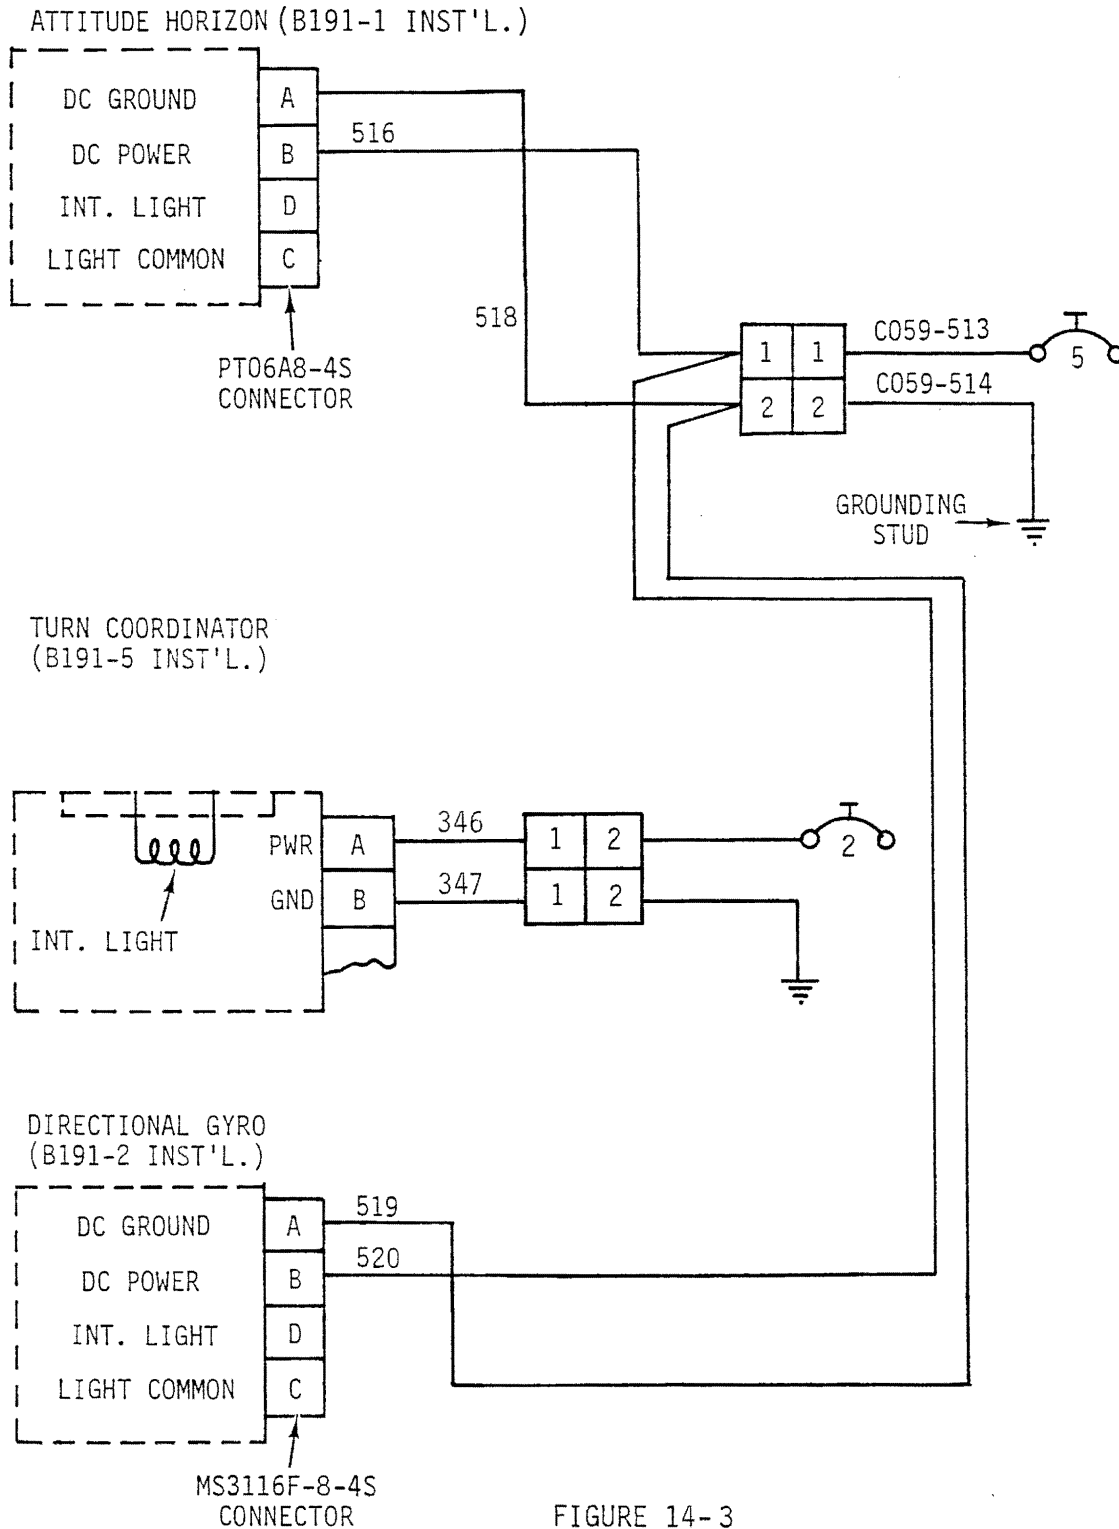 ATTITUDE HORIZON (B191-1 INST'L.)
DC GROUND A
DC POWER B
INT. LIGHT D
LIGHT COMMON C
516
518
PT06A8-4S
CONNECTOR
1 1
2 2
C059-513
5
C059-514
GROUNDING
STUD
TURN COORDINATOR
(B191-5 INST'L.)
PWR A
GND B
INT. LIGHT
346
347
1 2
1 2
2
DIRECTIONAL GYRO
(B191-2 INST'L.)
DC GROUND A
DC POWER B
INT. LIGHT D
LIGHT COMMON C
519
520
MS3116F-8-4S
CONNECTOR
FIGURE 14-3